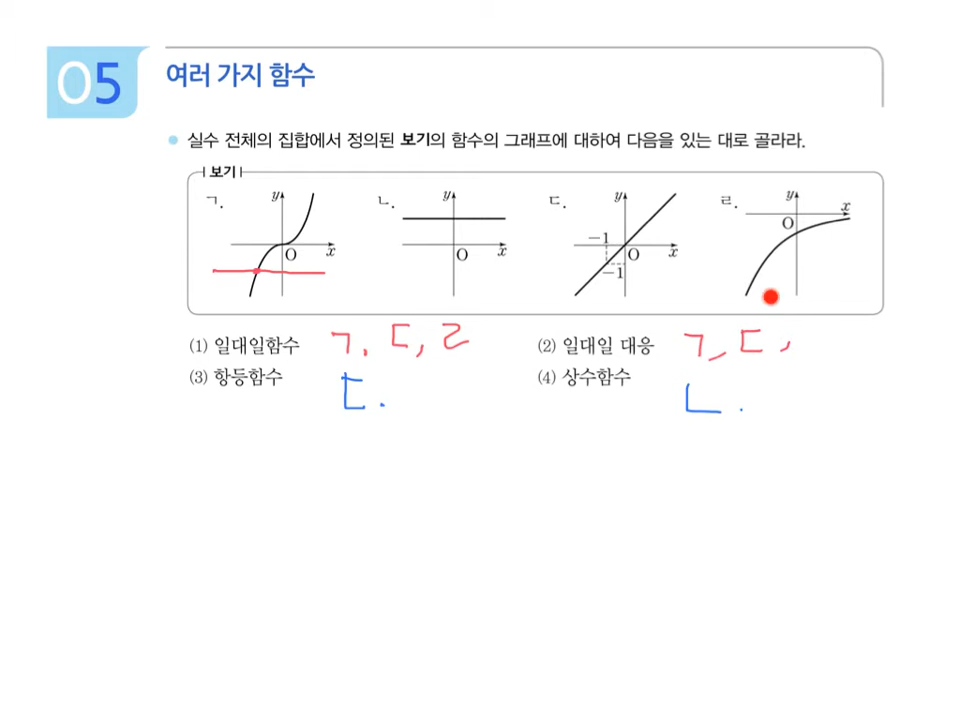 05 여러 가지 함수
실수 전체의 집합에서 정의된 보기의 함수의 그래프에 대하여 다음을 있는 대로 골라라.
보기
ㄱ. y O x ㄴ. y O x ㄷ. y -1 O x -1 ㄹ. y x O
(1) 일대일함수 ㄱ. ㄷ, ㄹ (2) 일대일 대응 ㄱ, ㄷ,
(3) 항등함수 ㄷ. (4) 상수함수 ㄴ.